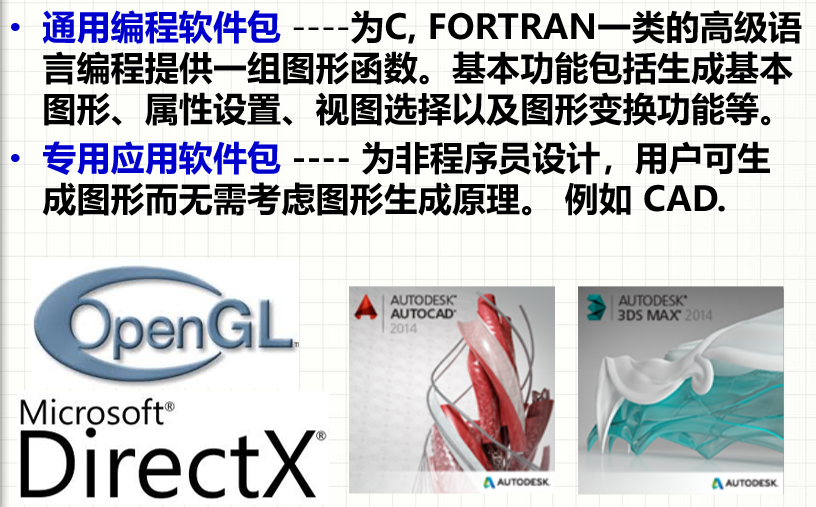 • 通用编程软件包 ----为C, FORTRAN一类的高级语
言编程提供一组图形函数。基本功能包括生成基本
图形、属性设置、视图选择以及图形变换功能等。
• 专用应用软件包 ---- 为非程序员设计，用户可生
成图形而无需考虑图形生成原理。 例如 CAD.
OpenGL™
Microsoft®
DirectX®
AUTODESK®
AUTOCAD®
2014
AUTODESK.
AUTODESK®
3DS MAX® 2014
AUTODESK.